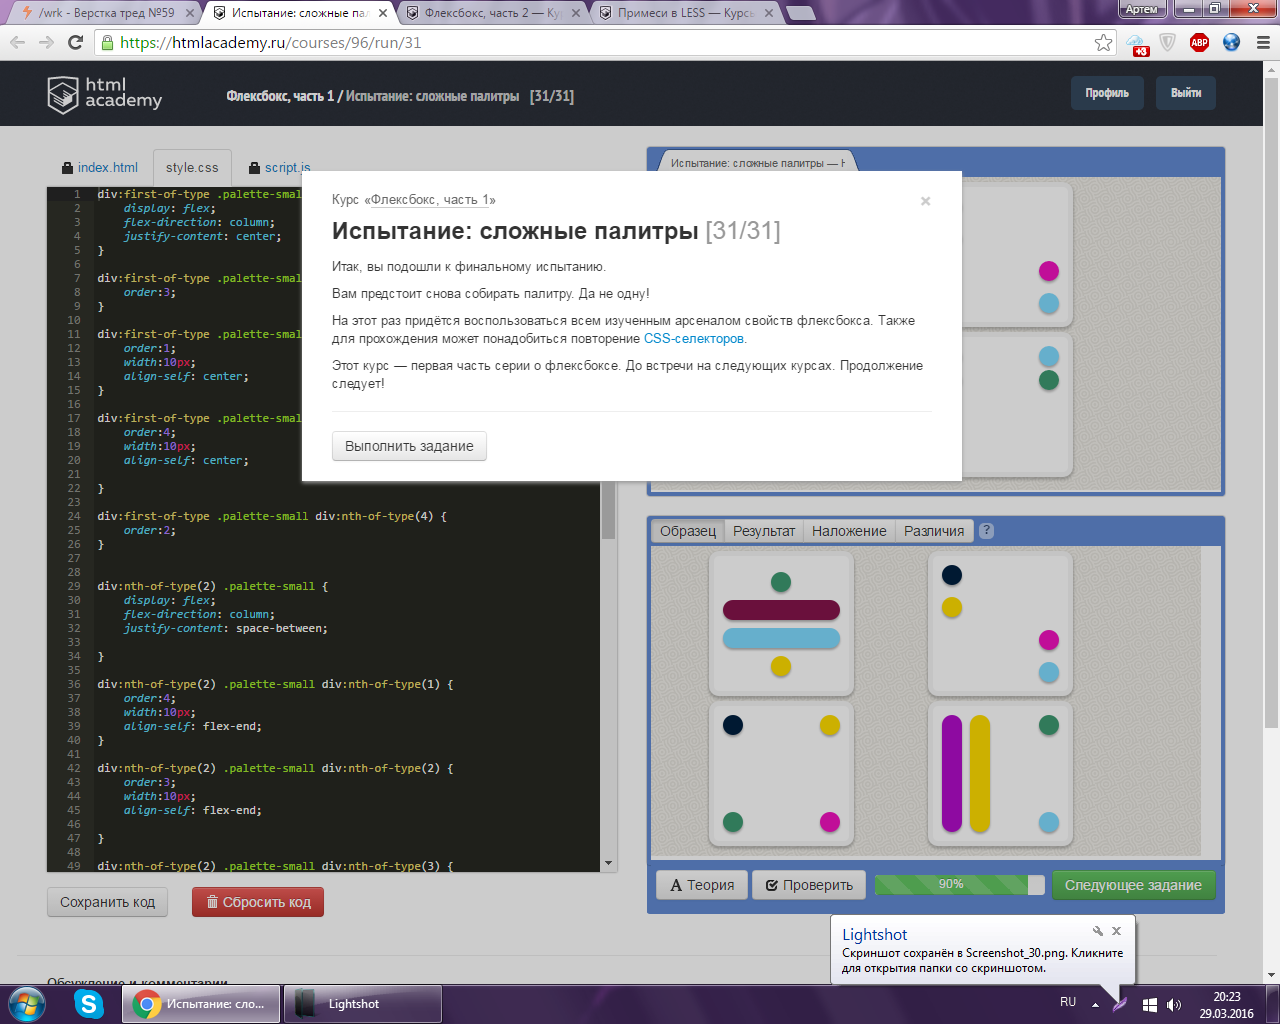 /wrk - Верстка тред №59
Испытание: сложные пал
Флексбокс, часть 2 — Ку
Примеси в LESS — Курс
Артем
https://htmlacademy.ru/courses/96/run/31
+3
ABP
html
academy
Флексбокс, часть 1 / Испытание: сложные палитры [31/31]
Профиль
Выйти
index.html
style.css
script.js
Испытание: сложные палитры — Н
1 div:first-of-type .palette-smal
2 display: flex;
3 flex-direction: column;
4 justify-content: center;
5 }
6
7 div:first-of-type .palette-smal
8 order:3;
9 }
10
11 div:first-of-type .palette-smal
12 order:1;
13 width:10px;
14 align-self: center;
15 }
16
17 div:first-of-type .palette-smal
18 order:4;
19 width:10px;
20 align-self: center;
21
22 }
23
24 div:first-of-type .palette-small div:nth-of-type(4) {
25 order:2;
26 }
27
28
29 div:nth-of-type(2) .palette-small {
30 display: flex;
31 flex-direction: column;
32 justify-content: space-between;
33
34 }
35
36 div:nth-of-type(2) .palette-small div:nth-of-type(1) {
37 order:4;
38 width:10px;
39 align-self: flex-end;
40 }
41
42 div:nth-of-type(2) .palette-small div:nth-of-type(2) {
43 order:3;
44 width:10px;
45 align-self: flex-end;
46
47 }
48
49 div:nth-of-type(2) .palette-small div:nth-of-type(3) {
Курс «Флексбокс, часть 1»
×
Испытание: сложные палитры [31/31]
Итак, вы подошли к финальному испытанию.
Вам предстоит снова собирать палитру. Да не одну!
На этот раз придётся воспользоваться всем изученным арсеналом свойств флексбокса. Также
для прохождения может понадобиться повторение CSS-селекторов.
Этот курс — первая часть серии о флексбоксе. До встречи на следующих курсах. Продолжение
следует!
Выполнить задание
Образец
Результат
Наложение
Различия
?
Теория
Проверить
90%
Следующее задание
Сохранить код
Сбросить код
Обсуждение и комментарии
Lightshot
Скриншот сохранён в Screenshot_30.png. Кликните
для открытия папки со скриншотом.
Испытание: сло...
Lightshot
RU
20:23
29.03.2016